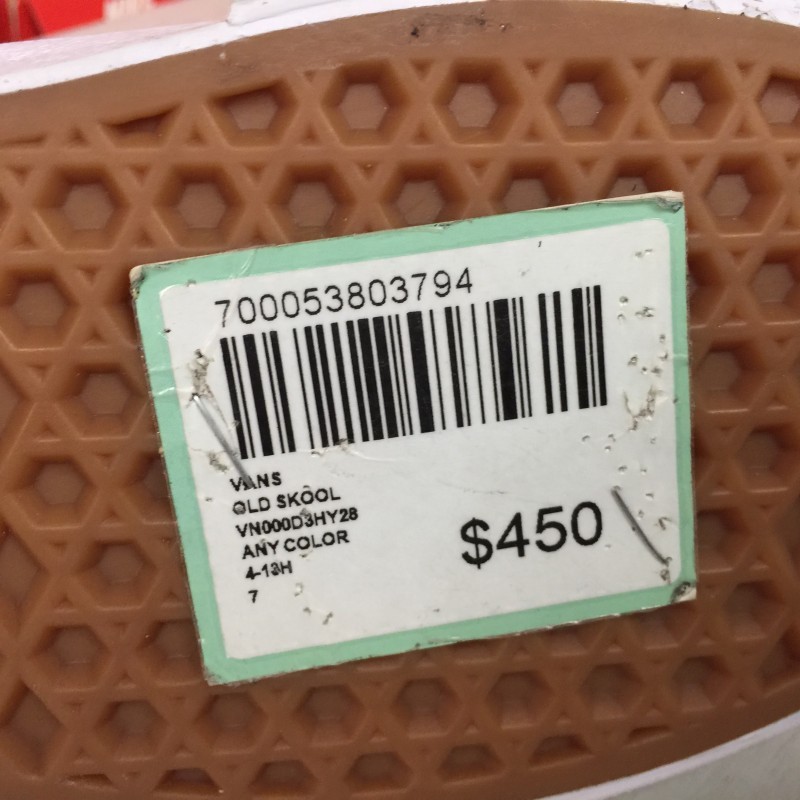 700053803794
VANS
OLD SKOOL
VN000D3HY28
ANY COLOR
4-13H
7
$450